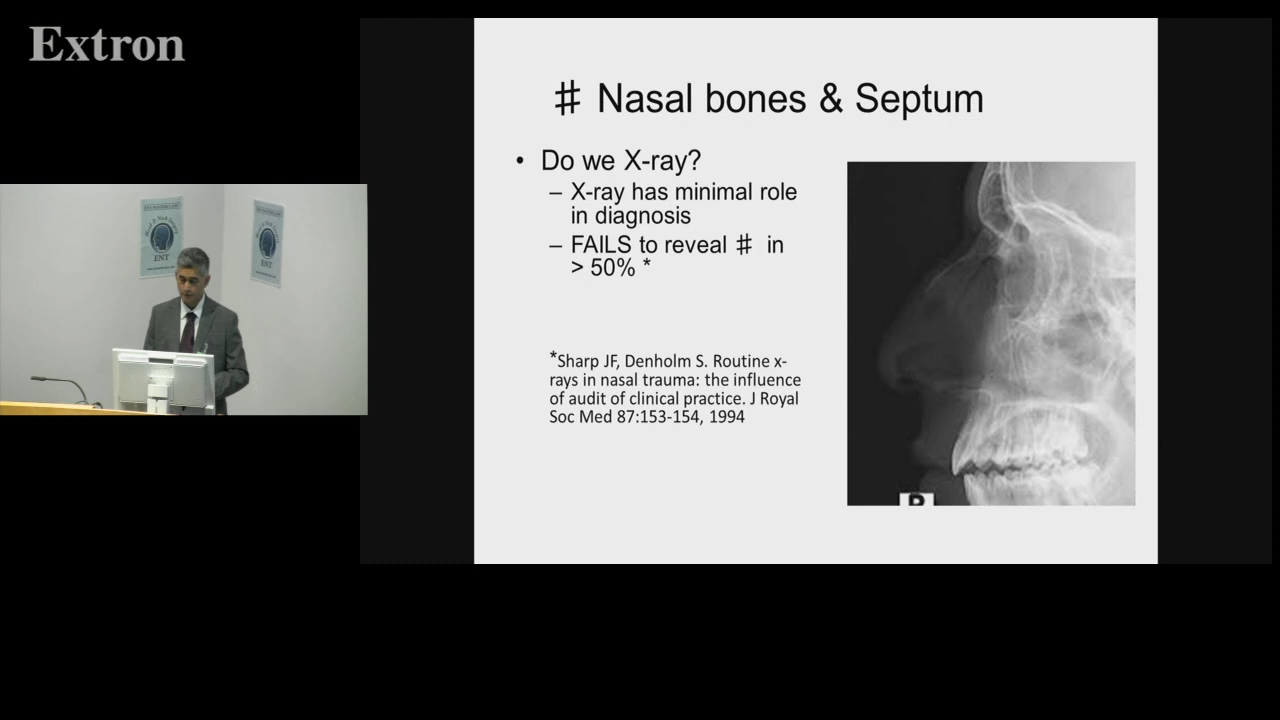 Extron
♯ Nasal bones & Septum
• Do we X-ray?
– X-ray has minimal role
in diagnosis
– FAILS to reveal ♯ in
> 50% *
*Sharp JF, Denholm S. Routine x-
rays in nasal trauma: the influence
of audit of clinical practice. J Royal
Soc Med 87:153-154, 1994
ENT
ENT